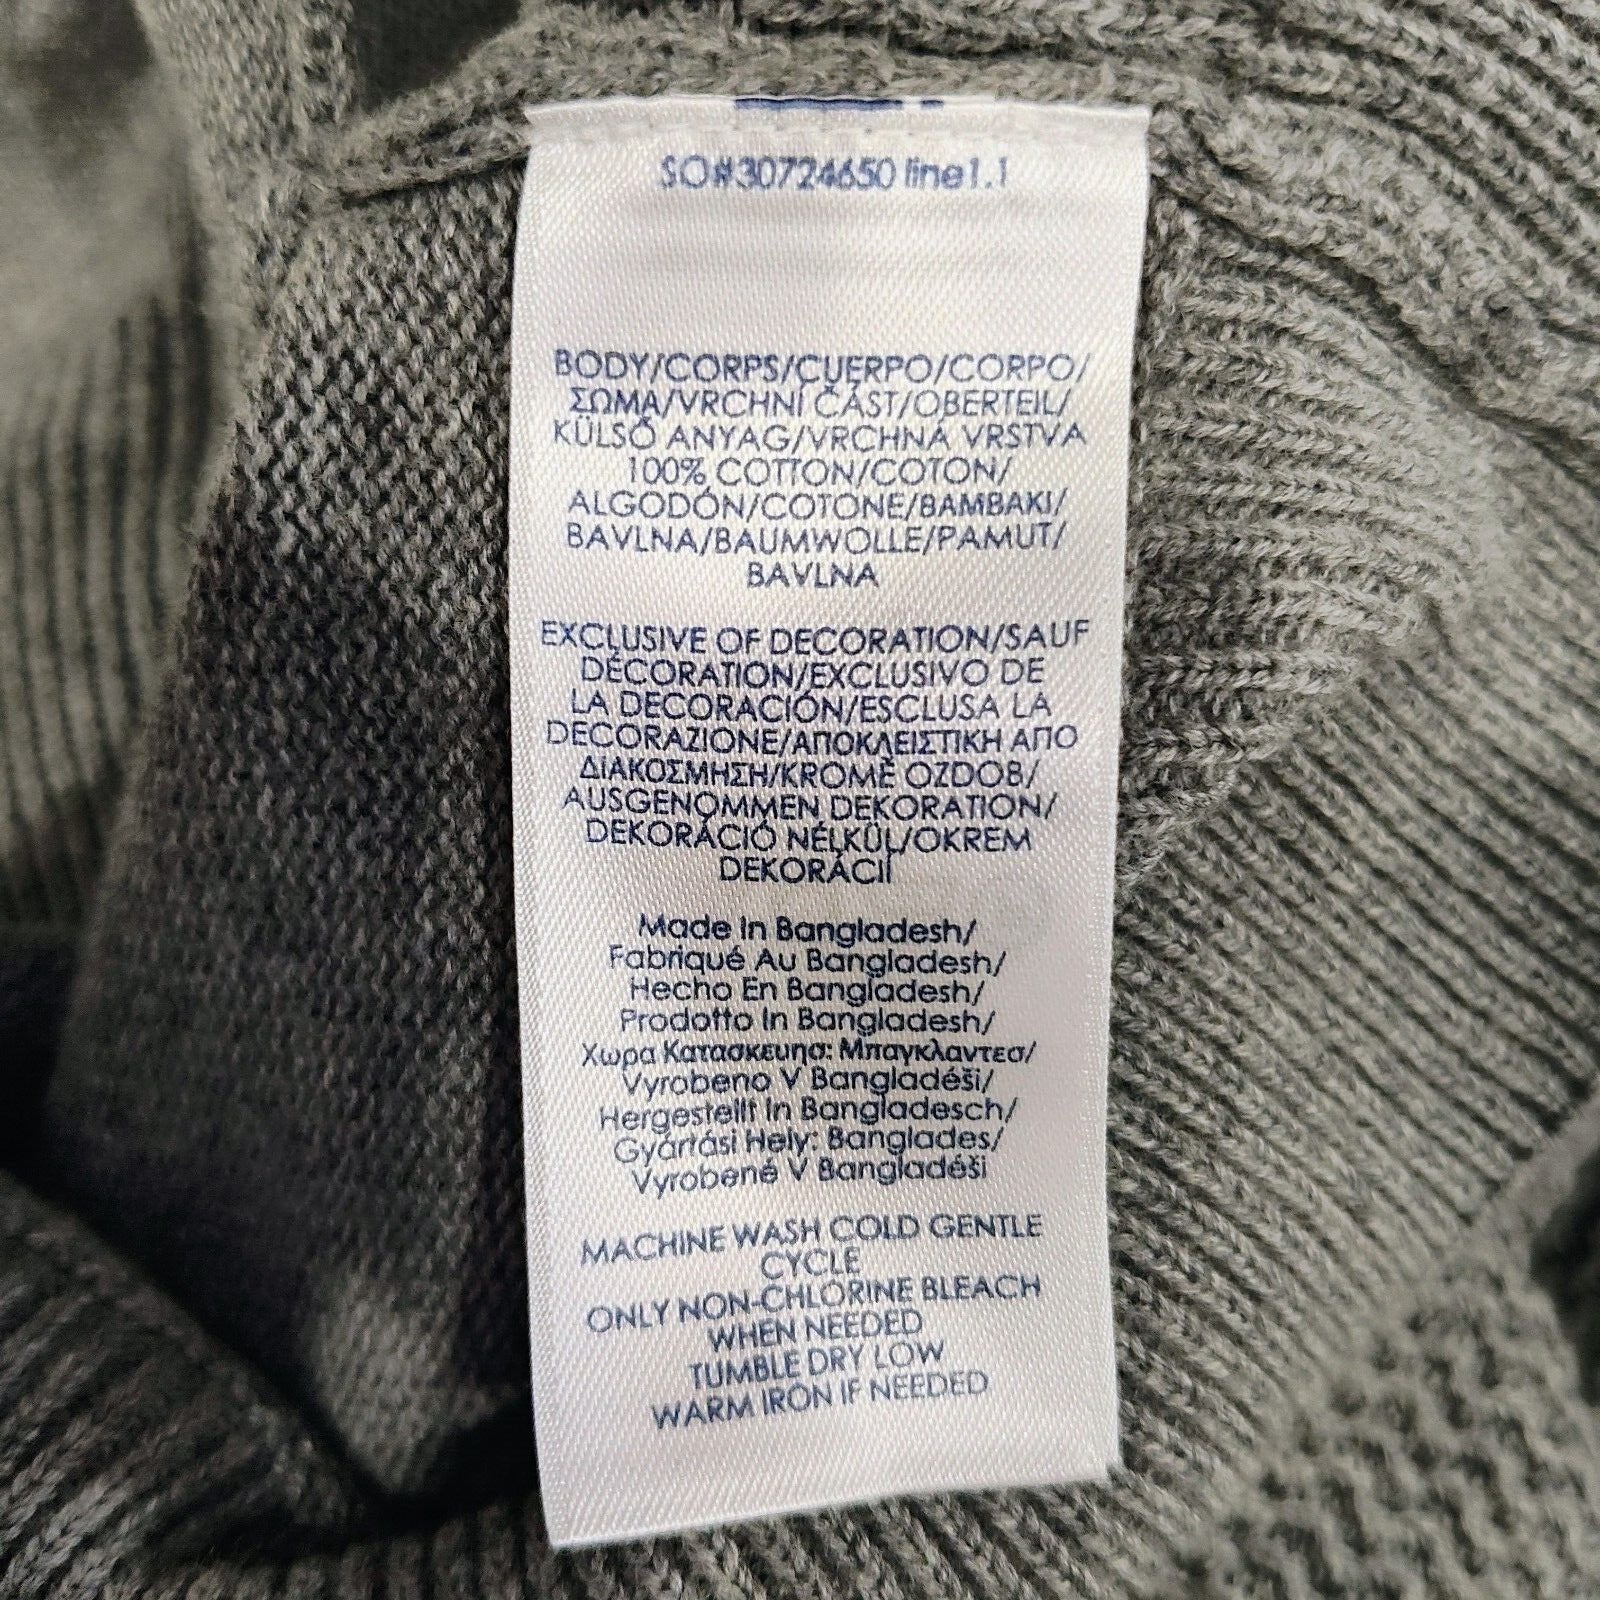 SO#30724650 line1.1
BODY/CORPS/CUERPO/CORPO/
ΣΩΜΑ/VRCHNÍ ČÁST/OBERTEIL/
KÜLSŐ ANYAG/VRCHNÁ VRSTVA
100% COTTON/COTON/
ALGODÓN/COTONE/BAMBAKI/
BAVLNA/BAUMWOLLE/PAMUT/
BAVLNA
EXCLUSIVE OF DECORATION/SAUF
DÉCORATION/EXCLUSIVO DE
LA DECORACIÓN/ESCLUSA LA
DECORAZIONE/ΑΠΟΚΛΕΙΣΤΙΚΗ ΑΠΟ
ΔΙΑΚΟΣΜΗΣΗ/KROMĚ OZDOB/
AUSGENOMMEN DEKORATION/
DEKORÁCIÓ NÉLKÜL/OKREM
DEKORÁCIÍ
Made In Bangladesh/
Fabriqué Au Bangladesh/
Hecho En Bangladesh/
Prodotto In Bangladesh/
Χωρα Κατασκευησ: Μπαγκλαντεσ/
Vyrobeno V Bangladéši/
Hergestellt In Bangladesch/
Gyártási Hely: Banglades/
Vyrobené V Bangladéši
MACHINE WASH COLD GENTLE
CYCLE
ONLY NON-CHLORINE BLEACH
WHEN NEEDED
TUMBLE DRY LOW
WARM IRON IF NEEDED